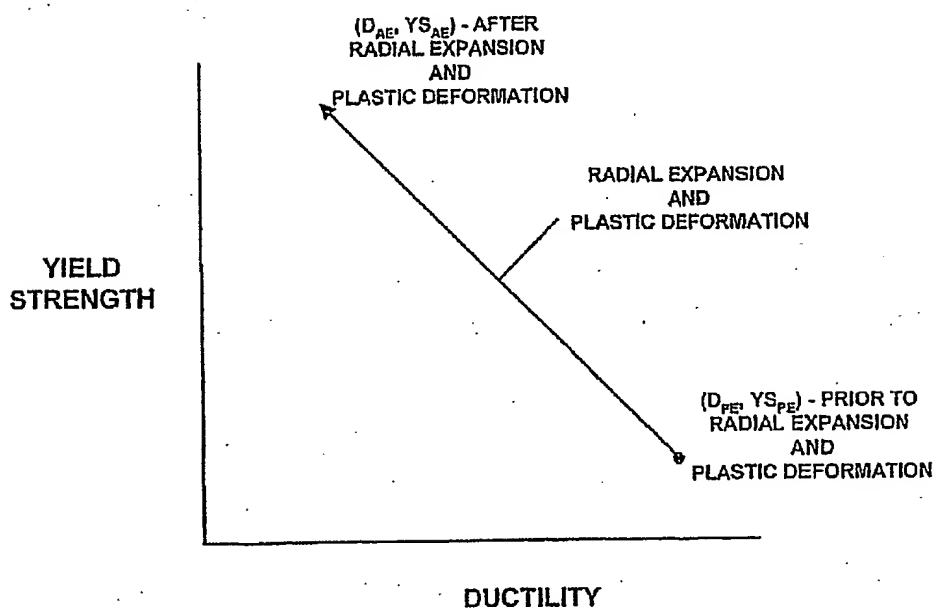 (D_AE, YS_AE) - AFTER
RADIAL EXPANSION
AND
PLASTIC DEFORMATION
RADIAL EXPANSION
AND
PLASTIC DEFORMATION
YIELD
STRENGTH
(D_PE, YS_PE) - PRIOR TO
RADIAL EXPANSION
AND
PLASTIC DEFORMATION
DUCTILITY